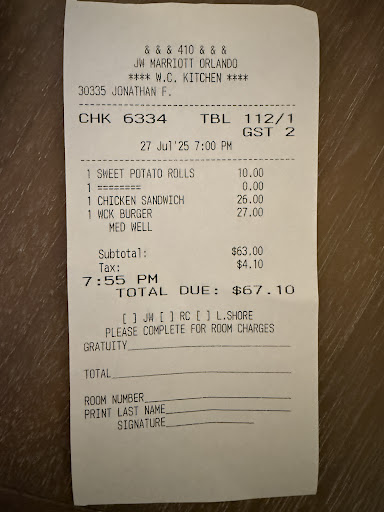 & & & 410 & & &
JW MARRIOTT ORLANDO
**** W.C. KITCHEN ****
30335 JONATHAN F.
CHK 6334 TBL 112/1
GST 2
27 Jul'25 7:00 PM
1 SWEET POTATO ROLLS 10.00
1 ======== 0.00
1 CHICKEN SANDWICH 26.00
1 WCK BURGER 27.00
MED WELL
Subtotal: $63.00
Tax: $4.10
7:55 PM
TOTAL DUE: $67.10
[ ] JW [ ] RC [ ] L.SHORE
PLEASE COMPLETE FOR ROOM CHARGES
GRATUITY
TOTAL
ROOM NUMBER
PRINT LAST NAME
SIGNATURE